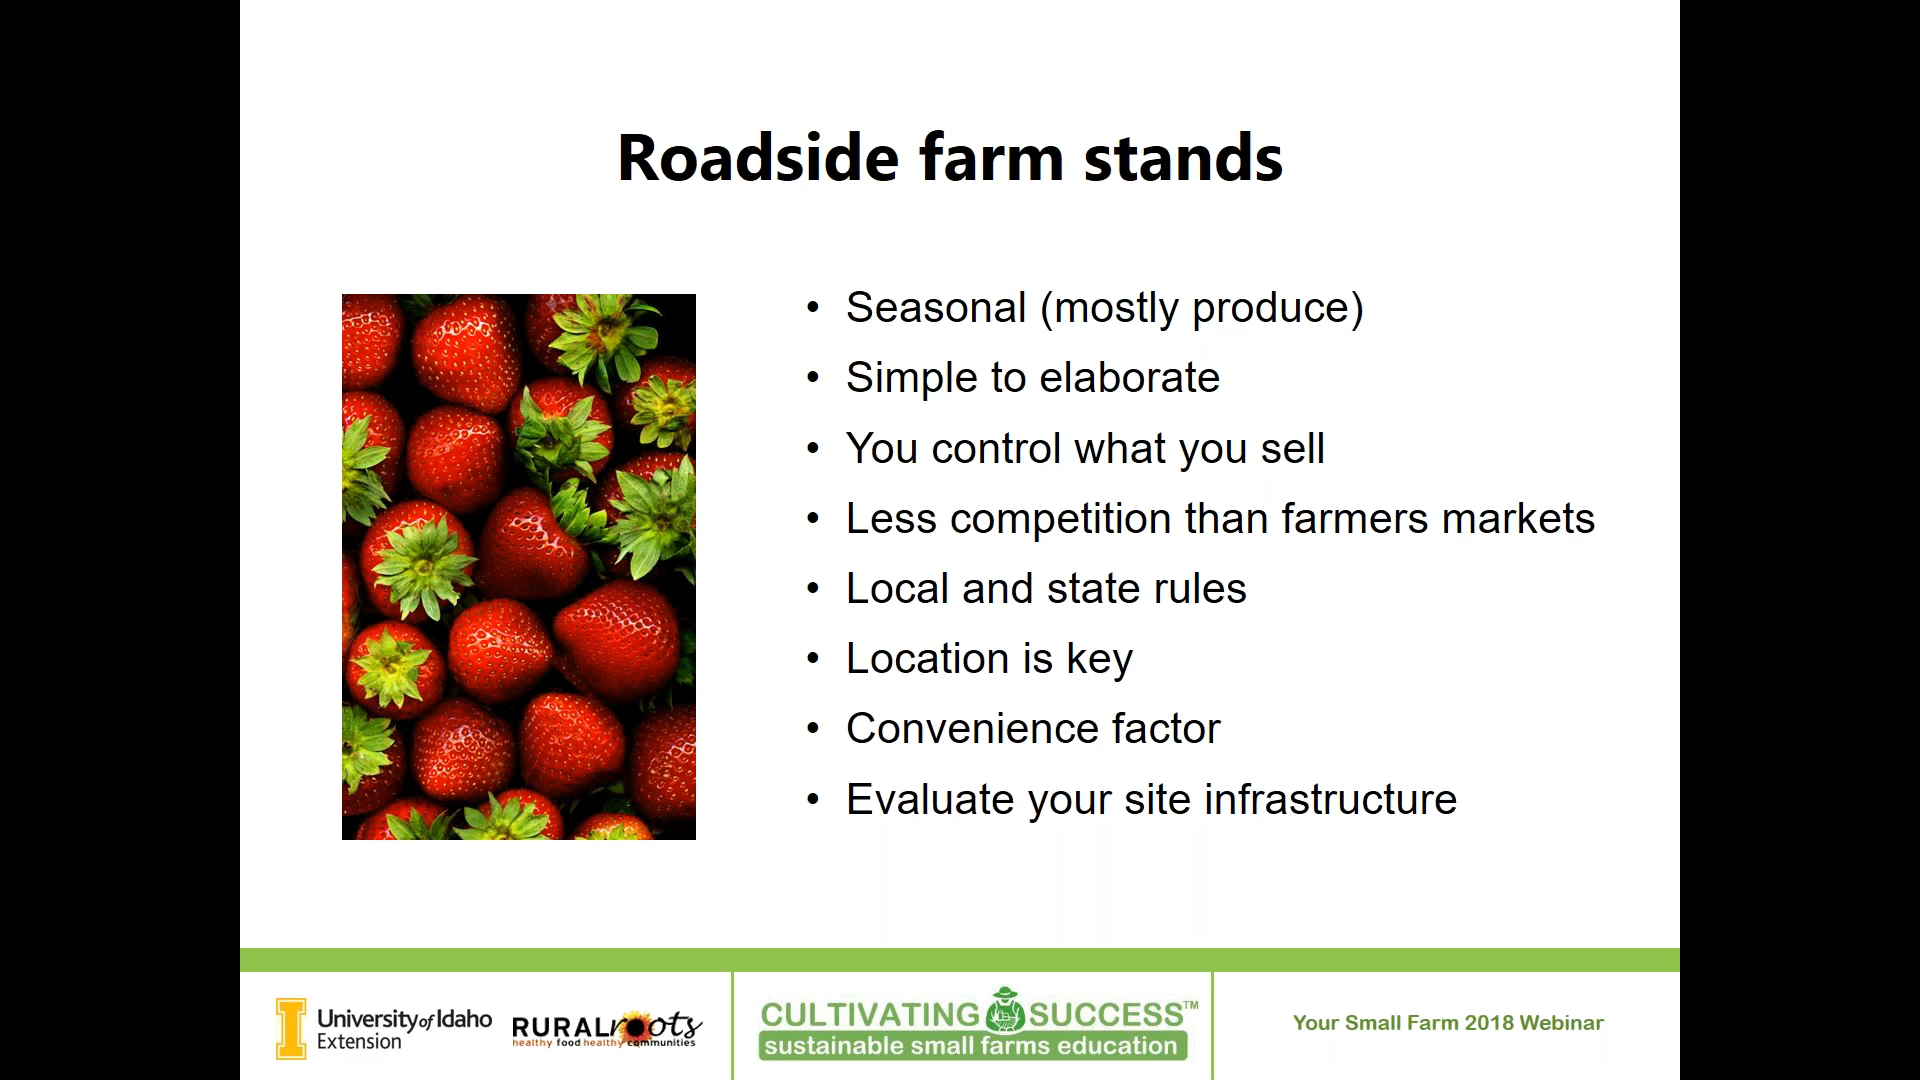 Roadside farm stands
• Seasonal (mostly produce)
• Simple to elaborate
• You control what you sell
• Less competition than farmers markets
• Local and state rules
• Location is key
• Convenience factor
• Evaluate your site infrastructure
I
University of Idaho
Extension
RURALroots
healthy food healthy communities
CULTIVATING SUCCESS™
sustainable small farms education
Your Small Farm 2018 Webinar